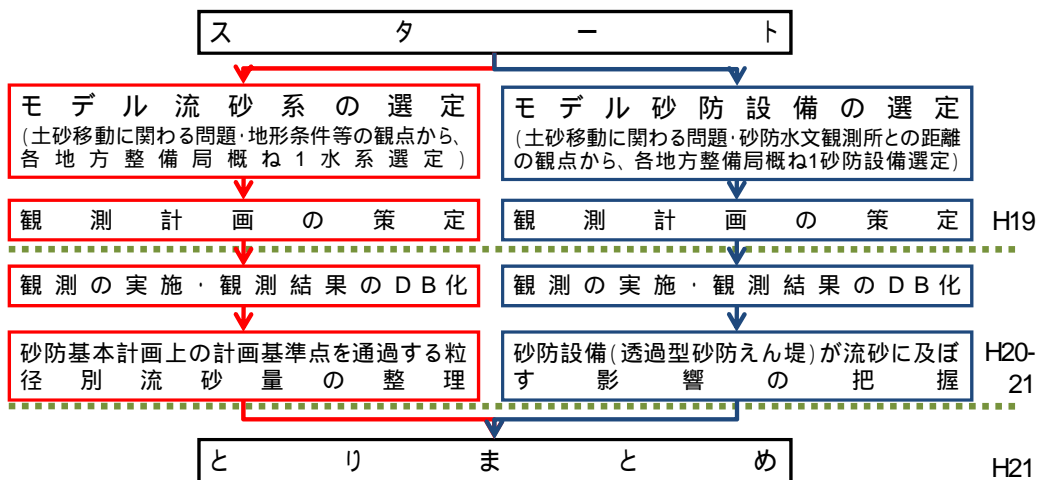 スタート
モデル流砂系の選定
(土砂移動に関わる問題・地形条件等の観点から、
各地方整備局概ね1水系選定)
モデル砂防設備の選定
(土砂移動に関わる問題・砂防水文観測所との距離
の観点から、各地方整備局概ね1砂防設備選定)
観測計画の策定
観測計画の策定
H19
観測の実施・観測結果のDB化
観測の実施・観測結果のDB化
砂防基本計画上の計画基準点を通過する粒
径別流砂量の整理
砂防設備(透過型砂防えん堤)が流砂に及ぼ
す影響の把握
H20-
21
とりまとめ
H21